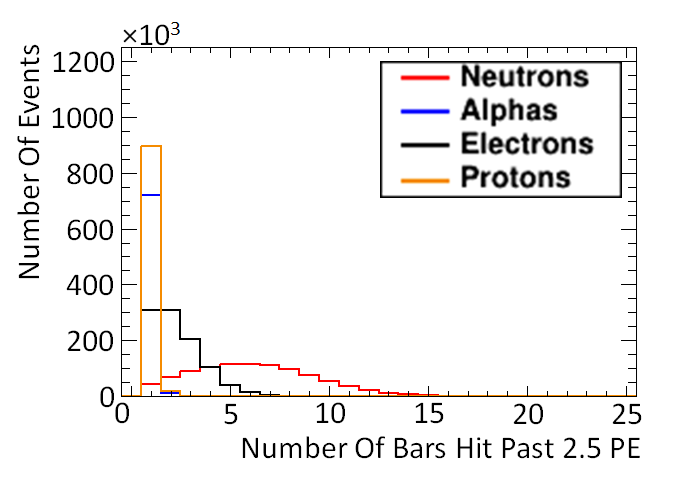 ×10³
1200
1000
800
600
400
200
0
Number Of Events
Neutrons
Alphas
Electrons
Protons
0 5 10 15 20 25
Number Of Bars Hit Past 2.5 PE